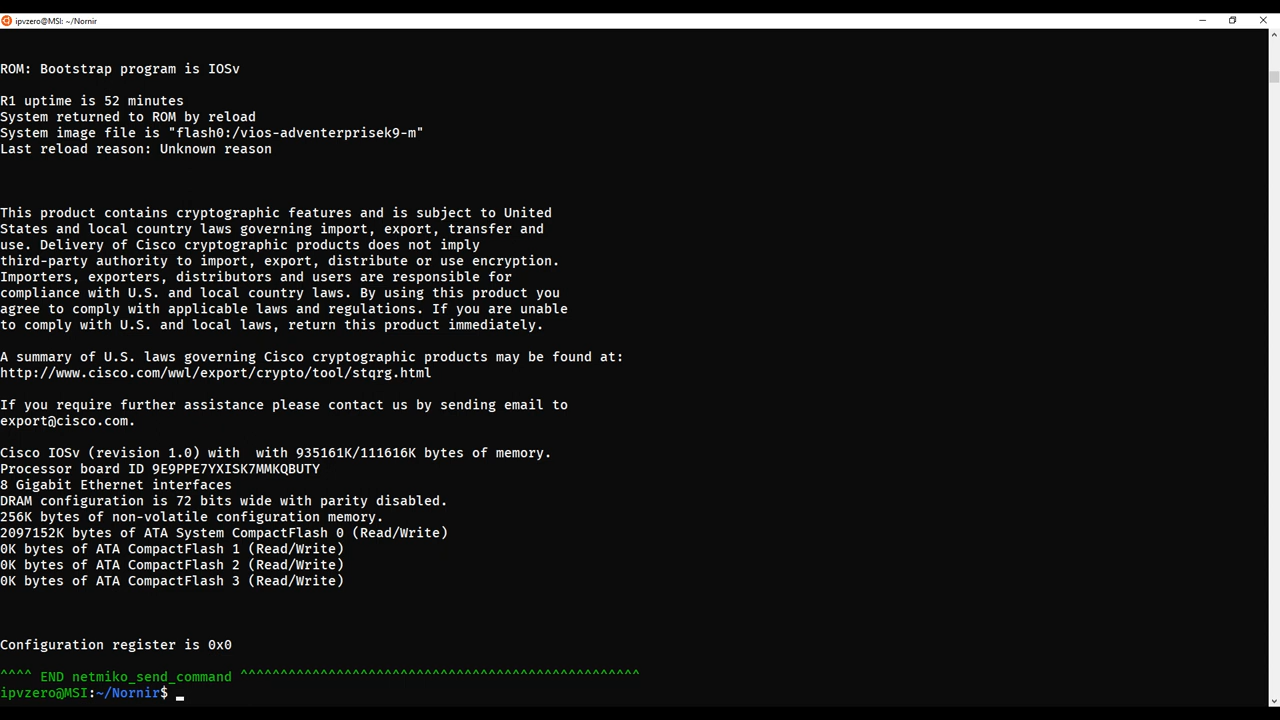 ipvzero@MSI: ~/Nornir
ROM: Bootstrap program is IOSv
R1 uptime is 52 minutes
System returned to ROM by reload
System image file is "flash0:/vios-adventerprisek9-m"
Last reload reason: Unknown reason
This product contains cryptographic features and is subject to United
States and local country laws governing import, export, transfer and
use. Delivery of Cisco cryptographic products does not imply
third-party authority to import, export, distribute or use encryption.
Importers, exporters, distributors and users are responsible for
compliance with U.S. and local country laws. By using this product you
agree to comply with applicable laws and regulations. If you are unable
to comply with U.S. and local laws, return this product immediately.
A summary of U.S. laws governing Cisco cryptographic products may be found at:
http://www.cisco.com/wwl/export/crypto/tool/stqrg.html
If you require further assistance please contact us by sending email to
export@cisco.com.
Cisco IOSv (revision 1.0) with  with 935161K/111616K bytes of memory.
Processor board ID 9E9PPE7YXISK7MMKQBUTY
8 Gigabit Ethernet interfaces
DRAM configuration is 72 bits wide with parity disabled.
256K bytes of non-volatile configuration memory.
2097152K bytes of ATA System CompactFlash 0 (Read/Write)
0K bytes of ATA CompactFlash 1 (Read/Write)
0K bytes of ATA CompactFlash 2 (Read/Write)
0K bytes of ATA CompactFlash 3 (Read/Write)
Configuration register is 0x0
^^^^ END netmiko_send_command ^^^^^^^^^^^^^^^^^^^^^^^^^^^^^^^^^^^^^^^^^^^^^^^^^^
ipvzero@MSI:~/Nornir$